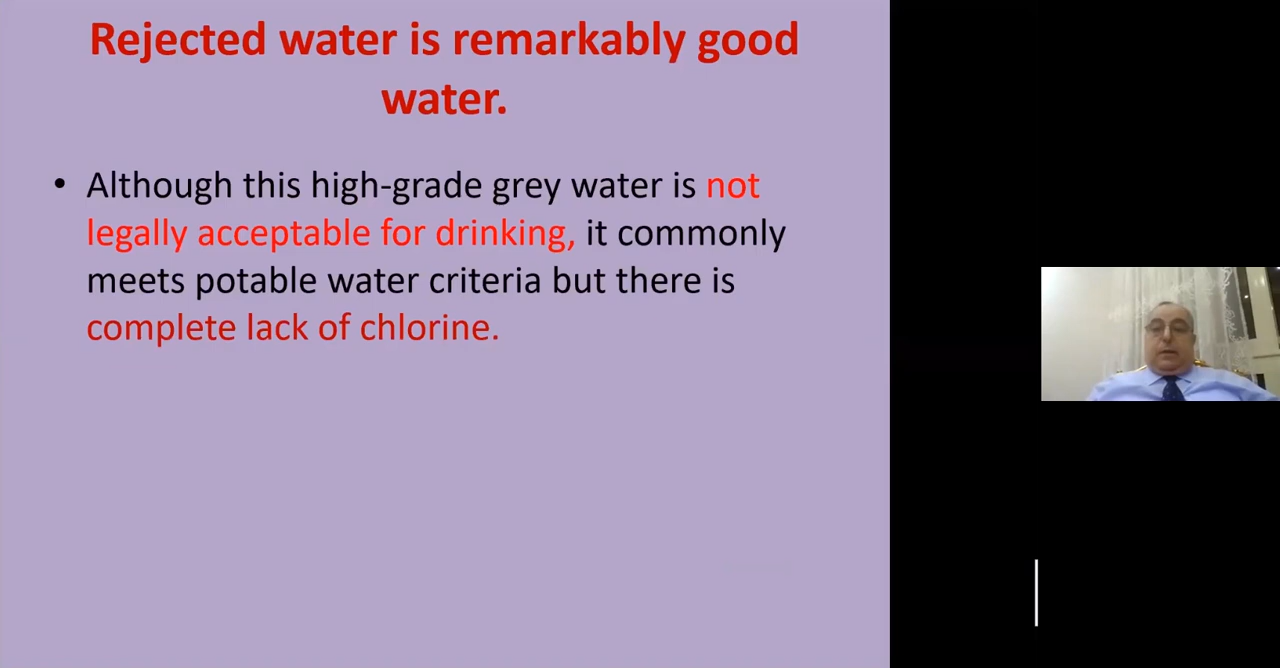 Rejected water is remarkably good
water.
• Although this high-grade grey water is not
legally acceptable for drinking, it commonly
meets potable water criteria but there is
complete lack of chlorine.